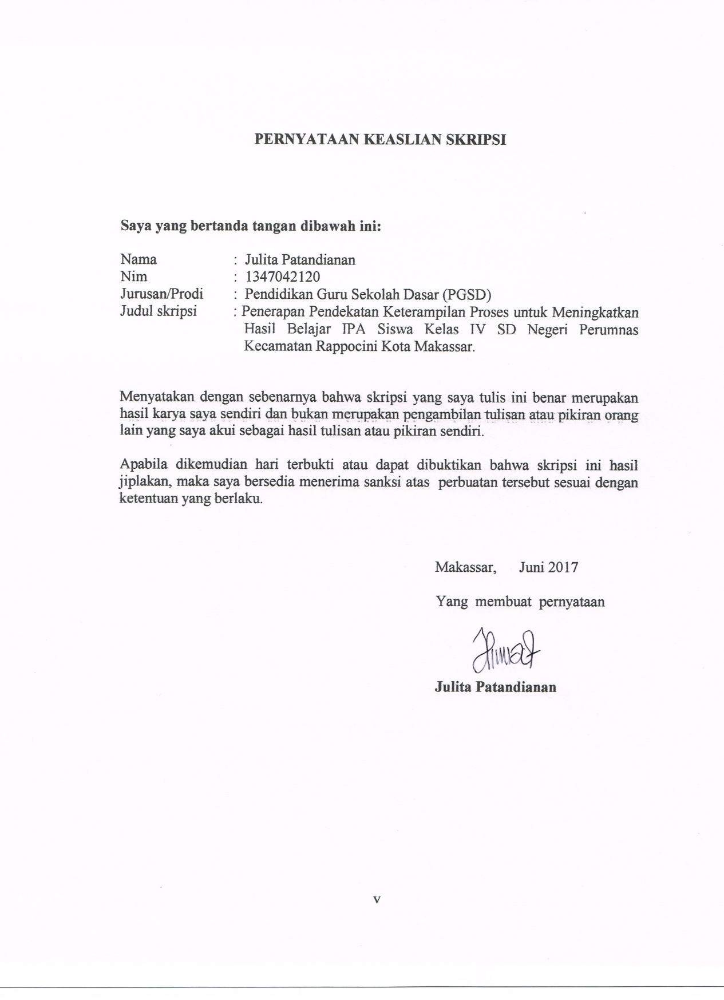 PERNYATAAN KEASLIAN SKRIPSI
Saya yang bertanda tangan dibawah ini:
Nama : Julita Patandianan
Nim : 1347042120
Jurusan/Prodi : Pendidikan Guru Sekolah Dasar (PGSD)
Judul skripsi : Penerapan Pendekatan Keterampilan Proses untuk Meningkatkan
Hasil Belajar IPA Siswa Kelas IV SD Negeri Perumnas
Kecamatan Rappocini Kota Makassar.
Menyatakan dengan sebenarnya bahwa skripsi yang saya tulis ini benar merupakan
hasil karya saya sendiri dan bukan merupakan pengambilan tulisan atau pikiran orang
lain yang saya akui sebagai hasil tulisan atau pikiran sendiri.
Apabila dikemudian hari terbukti atau dapat dibuktikan bahwa skripsi ini hasil
jiplakan, maka saya bersedia menerima sanksi atas perbuatan tersebut sesuai dengan
ketentuan yang berlaku.
Makassar, Juni 2017
Yang membuat pernyataan
Julita Patandianan
v